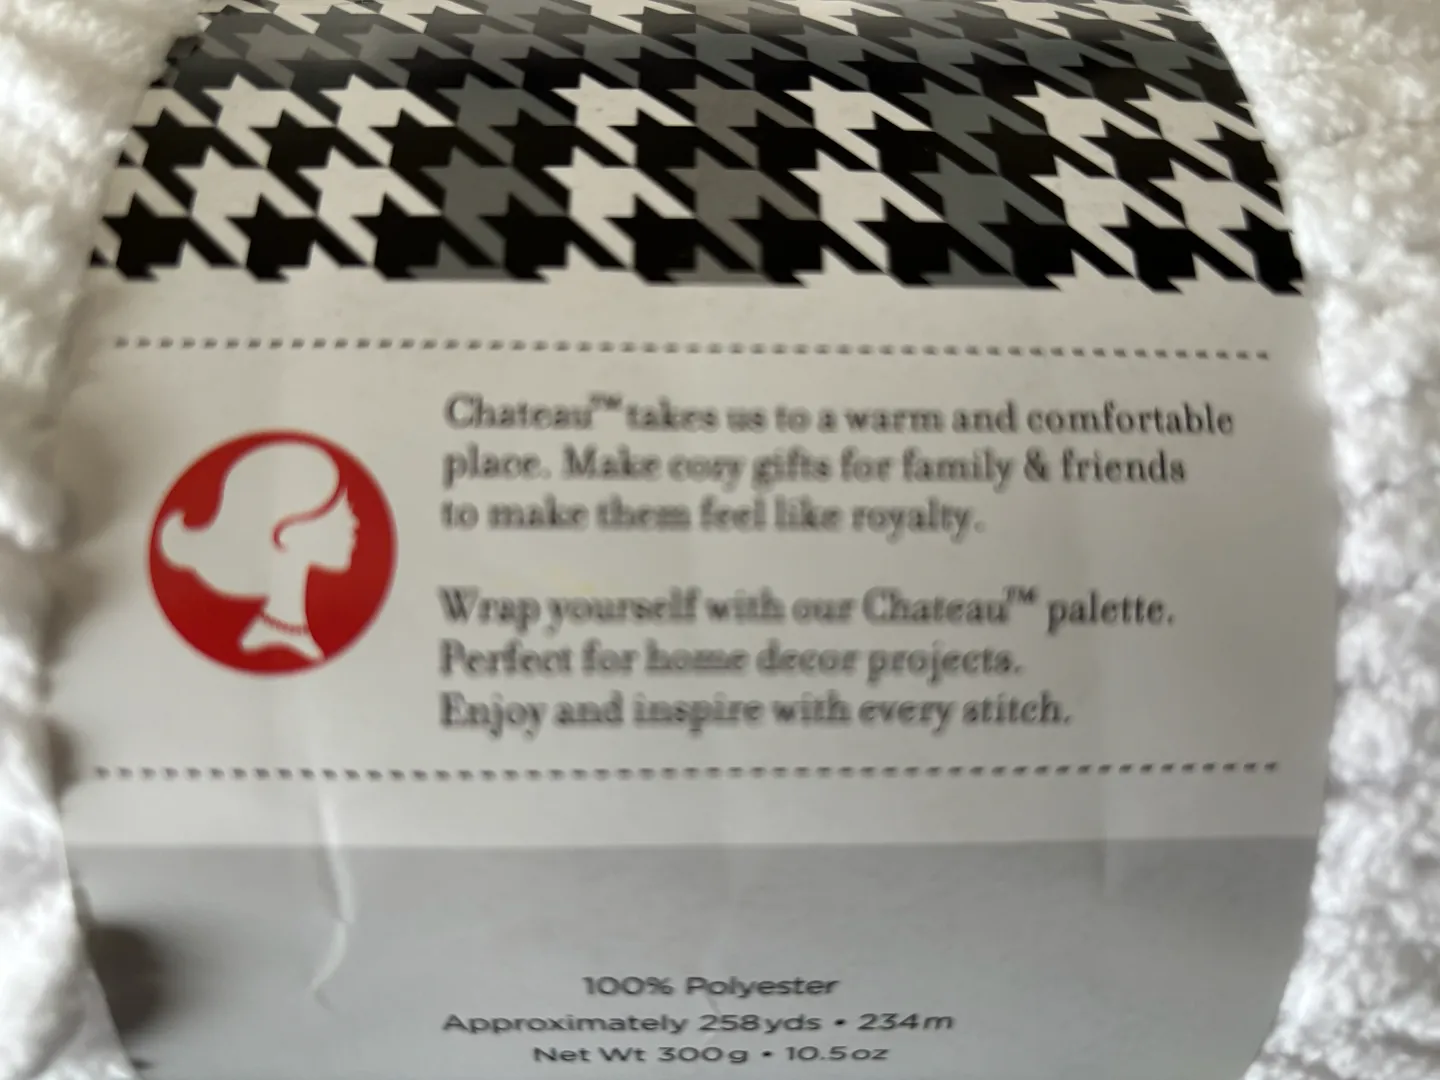 Chateau™ takes us to a warm and comfortable
place. Make cozy gifts for family & friends
to make them feel like royalty.
Wrap yourself with our Chateau™ palette.
Perfect for home decor projects.
Enjoy and inspire with every stitch.
100% Polyester
Approximately 258yds • 234m
Net Wt 300g • 10.5oz